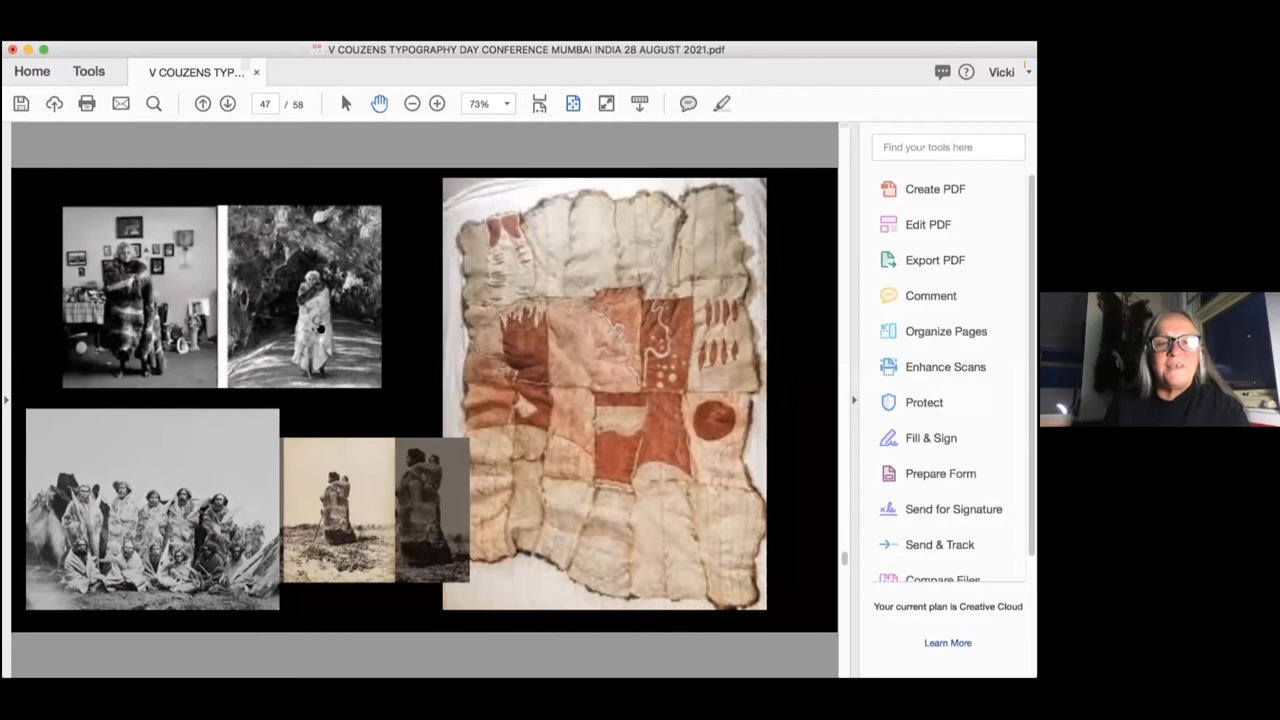 V COUZENS TYPOGRAPHY DAY CONFERENCE MUMBAI INDIA 28 AUGUST 2021.pdf
Home
Tools
V COUZENS TYP...
Vicki
47 / 58
73%
Find your tools here
Create PDF
Edit PDF
Export PDF
Comment
Organize Pages
Enhance Scans
Protect
Fill & Sign
Prepare Form
Send for Signature
Send & Track
Compare Files
Your current plan is Creative Cloud
Learn More